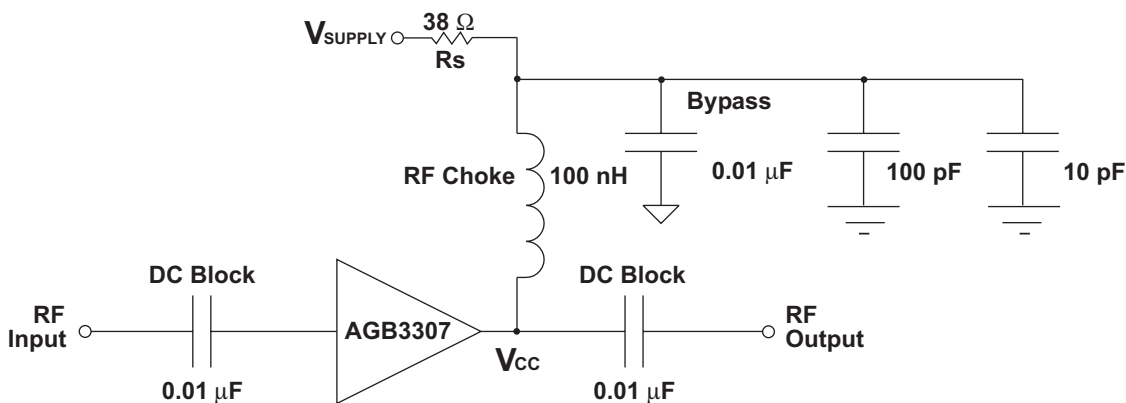 38 Ω
VSUPPLY
Rs
Bypass
RF Choke
100 nH
0.01 μF
100 pF
10 pF
DC Block
DC Block
RF
Input
AGB3307
RF
Output
VCC
0.01 μF
0.01 μF